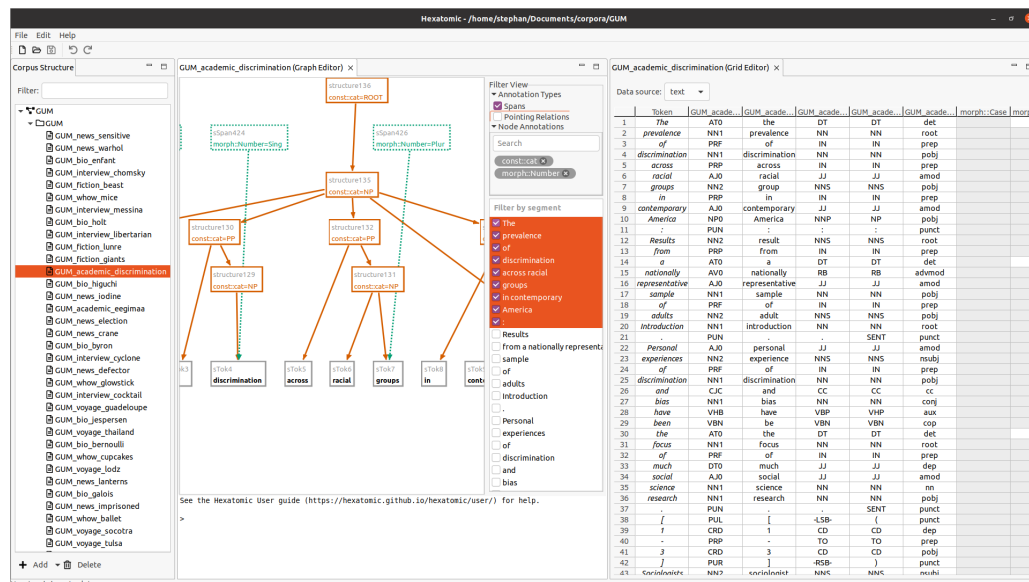 Hexatomic - /home/stephan/Documents/corpora/GUM
File Edit Help
Corpus Structure
Filter:
GUM
GUM
GUM_news_sensitive
GUM_news_warhol
GUM_bio_enfant
GUM_interview_chomsky
GUM_fiction_beast
GUM_whow_mice
GUM_interview_messina
GUM_bio_holt
GUM_interview_libertarian
GUM_fiction_lunre
GUM_fiction_giants
GUM_academic_discrimination
GUM_bio_higuchi
GUM_news_iodine
GUM_academic_eegimaa
GUM_news_election
GUM_news_crane
GUM_bio_byron
GUM_interview_cyclone
GUM_news_defector
GUM_whow_glowstick
GUM_interview_cocktail
GUM_voyage_guadeloupe
GUM_bio_jespersen
GUM_voyage_thailand
GUM_bio_bernoulli
GUM_whow_cupcakes
GUM_voyage_lodz
GUM_news_lanterns
GUM_bio_galois
GUM_news_imprisoned
GUM_whow_ballet
GUM_voyage_socotra
GUM_voyage_tulsa
Add Delete
GUM_academic_discrimination (Graph Editor)
structure136
const::cat=ROOT
sSpan424
morph::Number=Sing
sSpan426
morph::Number=Plur
structure135
const::cat=NP
structure130
const::cat=PP
structure132
const::cat=PP
structure129
const::cat=NP
structure131
const::cat=NP
sTok4
discrimination
sTok5
across
sTok6
racial
sTok7
groups
sTok8
in
See the Hexatomic User guide (https://hexatomic.github.io/hexatomic/user/) for help.
>
Filter View
Annotation Types
Spans
Pointing Relations
Node Annotations
Search
const::cat
morph::Number
Filter by segment
The
prevalence
of
discrimination
across racial
groups
in contemporary
America
:
Results
from a nationally representa
sample
of
adults
Introduction
.
Personal
experiences
of
discrimination
and
bias
GUM_academic_discrimination (Grid Editor)
Data source: text
Token GUM_acade... GUM_acade... GUM_acade... GUM_acade... GUM_acade... morph::Case morp
1 The AT0 the DT DT det
2 prevalence NN1 prevalence NN NN root
3 of PRF of IN IN prep
4 discrimination NN1 discrimination NN NN pobj
5 across PRP across IN IN prep
6 racial AJ0 racial JJ JJ amod
7 groups NN2 group NNS NNS pobj
8 in PRP in IN IN prep
9 contemporary AJ0 contemporary JJ JJ amod
10 America NP0 America NNP NP pobj
11 : PUN : : : punct
12 Results NN2 result NNS NNS root
13 from PRP from IN IN prep
14 a AT0 a DT DT det
15 nationally AV0 nationally RB RB advmod
16 representative AJ0 representative JJ JJ amod
17 sample NN1 sample NN NN pobj
18 of PRF of IN IN prep
19 adults NN2 adult NNS NNS pobj
20 Introduction NN1 introduction NN NN root
21 . PUN . . SENT punct
22 Personal AJ0 personal JJ JJ amod
23 experiences NN2 experience NNS NNS nsubj
24 of PRF of IN IN prep
25 discrimination NN1 discrimination NN NN pobj
26 and CJC and CC CC cc
27 bias NN1 bias NN NN conj
28 have VHB have VBP VHP aux
29 been VBN be VBN VBN cop
30 the AT0 the DT DT det
31 focus NN1 focus NN NN root
32 of PRF of IN IN prep
33 much DT0 much JJ JJ dep
34 social AJ0 social JJ JJ amod
35 science NN1 science NN NN nn
36 research NN1 research NN NN pobj
37 . PUN . . SENT punct
38 [ PUL [ -LSB- ( punct
39 1 CRD 1 CD CD dep
40 - PRP - TO TO prep
41 3 CRD 3 CD CD pobj
42 ] PUR ] -RSB- ) punct
43 Sociologists NN2 sociologist NNS NNS nsubj